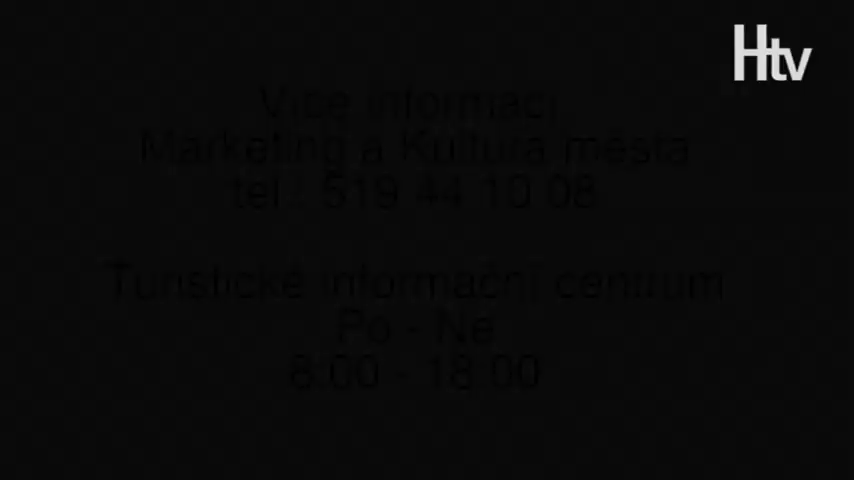 Htv
Více informací
Marketing a Kultura města
tel.: 519 44 10 08
Turistické informační centrum
Po - Ne
8.00 - 18.00